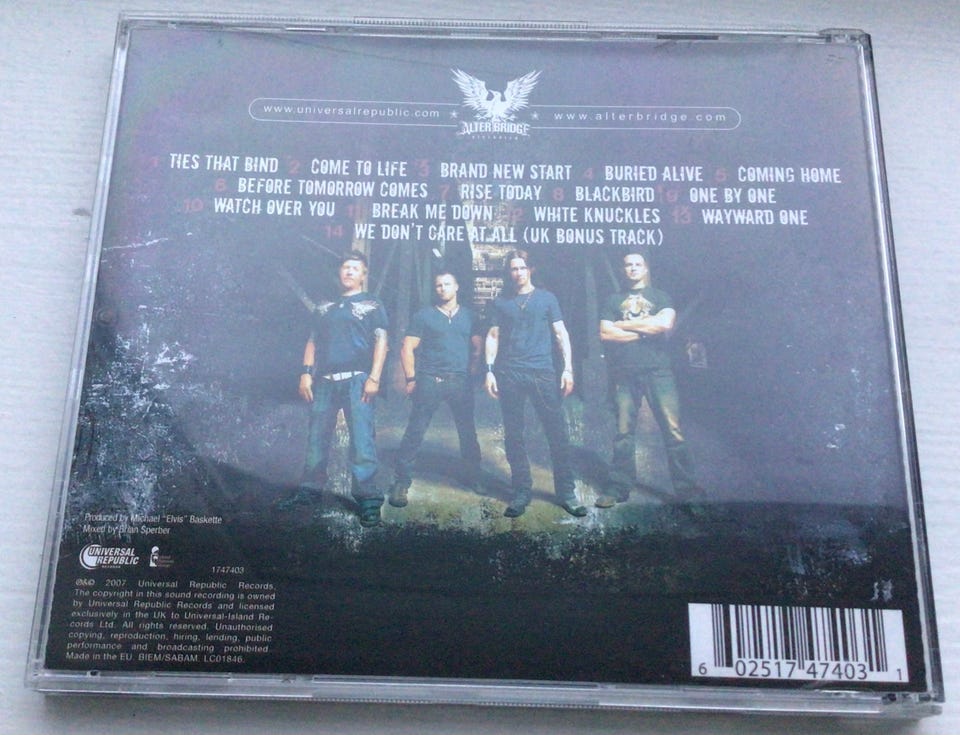 www.universalrepublic.com www.alterbridge.com
ALTER BRIDGE
1 TIES THAT BIND 2 COME TO LIFE 3 BRAND NEW START 4 BURIED ALIVE 5 COMING HOME
6 BEFORE TOMORROW COMES 7 RISE TODAY 8 BLACKBIRD 9 ONE BY ONE
10 WATCH OVER YOU 11 BREAK ME DOWN 12 WHITE KNUCKLES 13 WAYWARD ONE
14 WE DON'T CARE AT ALL (UK BONUS TRACK)
Produced by Michael "Elvis" Baskette
Mixed by Brian Sperber
UNIVERSAL
REPUBLIC
RECORDS
1747403
℗&© 2007 Universal Republic Records.
The copyright in this sound recording is owned
by Universal Republic Records and licensed
exclusively in the UK to Universal-Island Re-
cords Ltd. All rights reserved. Unauthorised
copying, reproduction, hiring, lending, public
performance and broadcasting prohibited.
Made in the EU. BIEM/SABAM. LC01846.
6 02517 47403 1